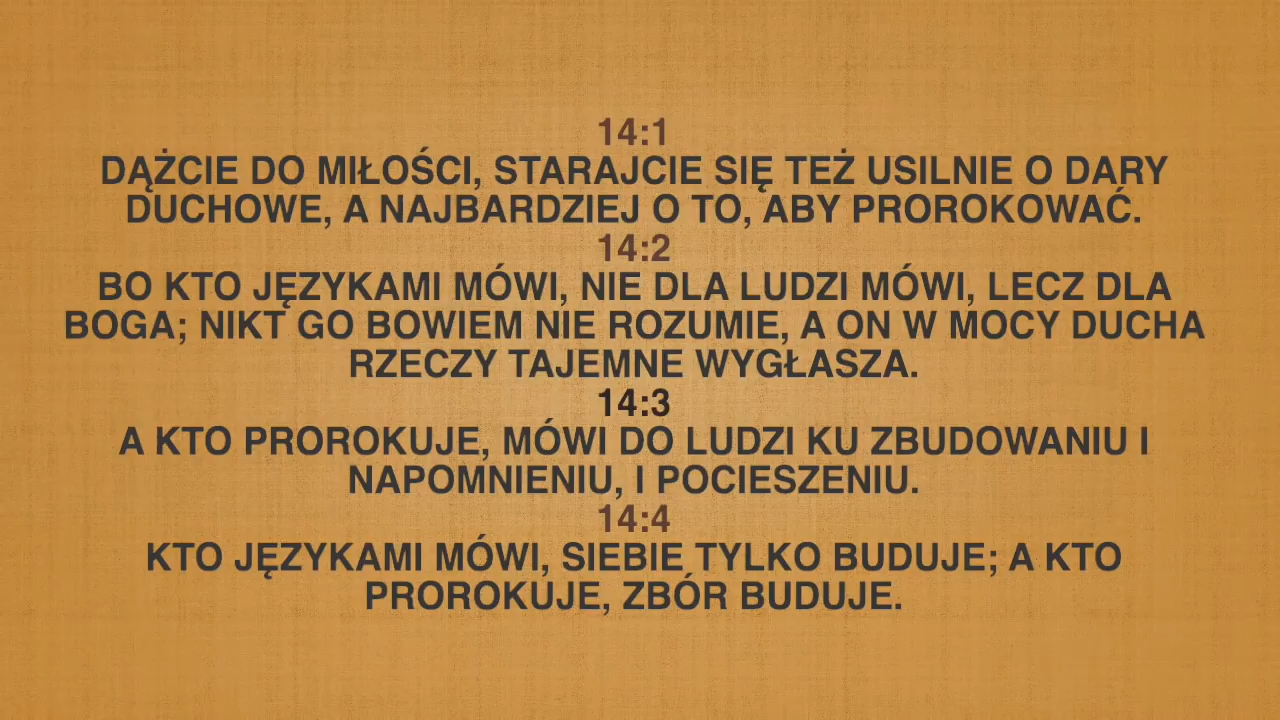 14:1
DĄŻCIE DO MIŁOŚCI, STARAJCIE SIĘ TEŻ USILNIE O DARY
DUCHOWE, A NAJBARDZIEJ O TO, ABY PROROKOWAĆ.
14:2
BO KTO JĘZYKAMI MÓWI, NIE DLA LUDZI MÓWI, LECZ DLA
BOGA; NIKT GO BOWIEM NIE ROZUMIE, A ON W MOCY DUCHA
RZECZY TAJEMNE WYGŁASZA.
14:3
A KTO PROROKUJE, MÓWI DO LUDZI KU ZBUDOWANIU I
NAPOMNIENIU, I POCIESZENIU.
14:4
KTO JĘZYKAMI MÓWI, SIEBIE TYLKO BUDUJE; A KTO
PROROKUJE, ZBÓR BUDUJE.